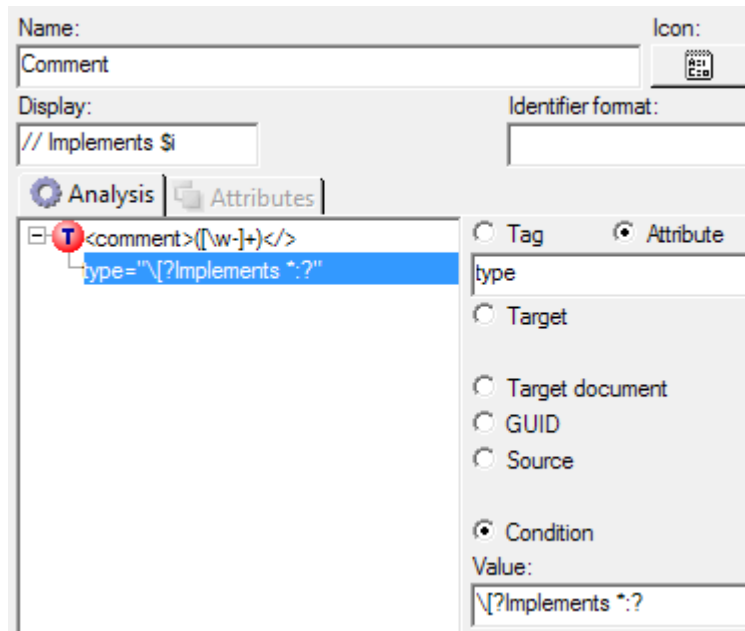 Name: Icon:
Comment
Display: Identifier format:
// Implements $i
Analysis Attributes
<comment>([\w-]+)</>
type="\[?Implements *:?"
Tag Attribute
type
Target
Target document
GUID
Source
Condition
Value:
\[?Implements *:?